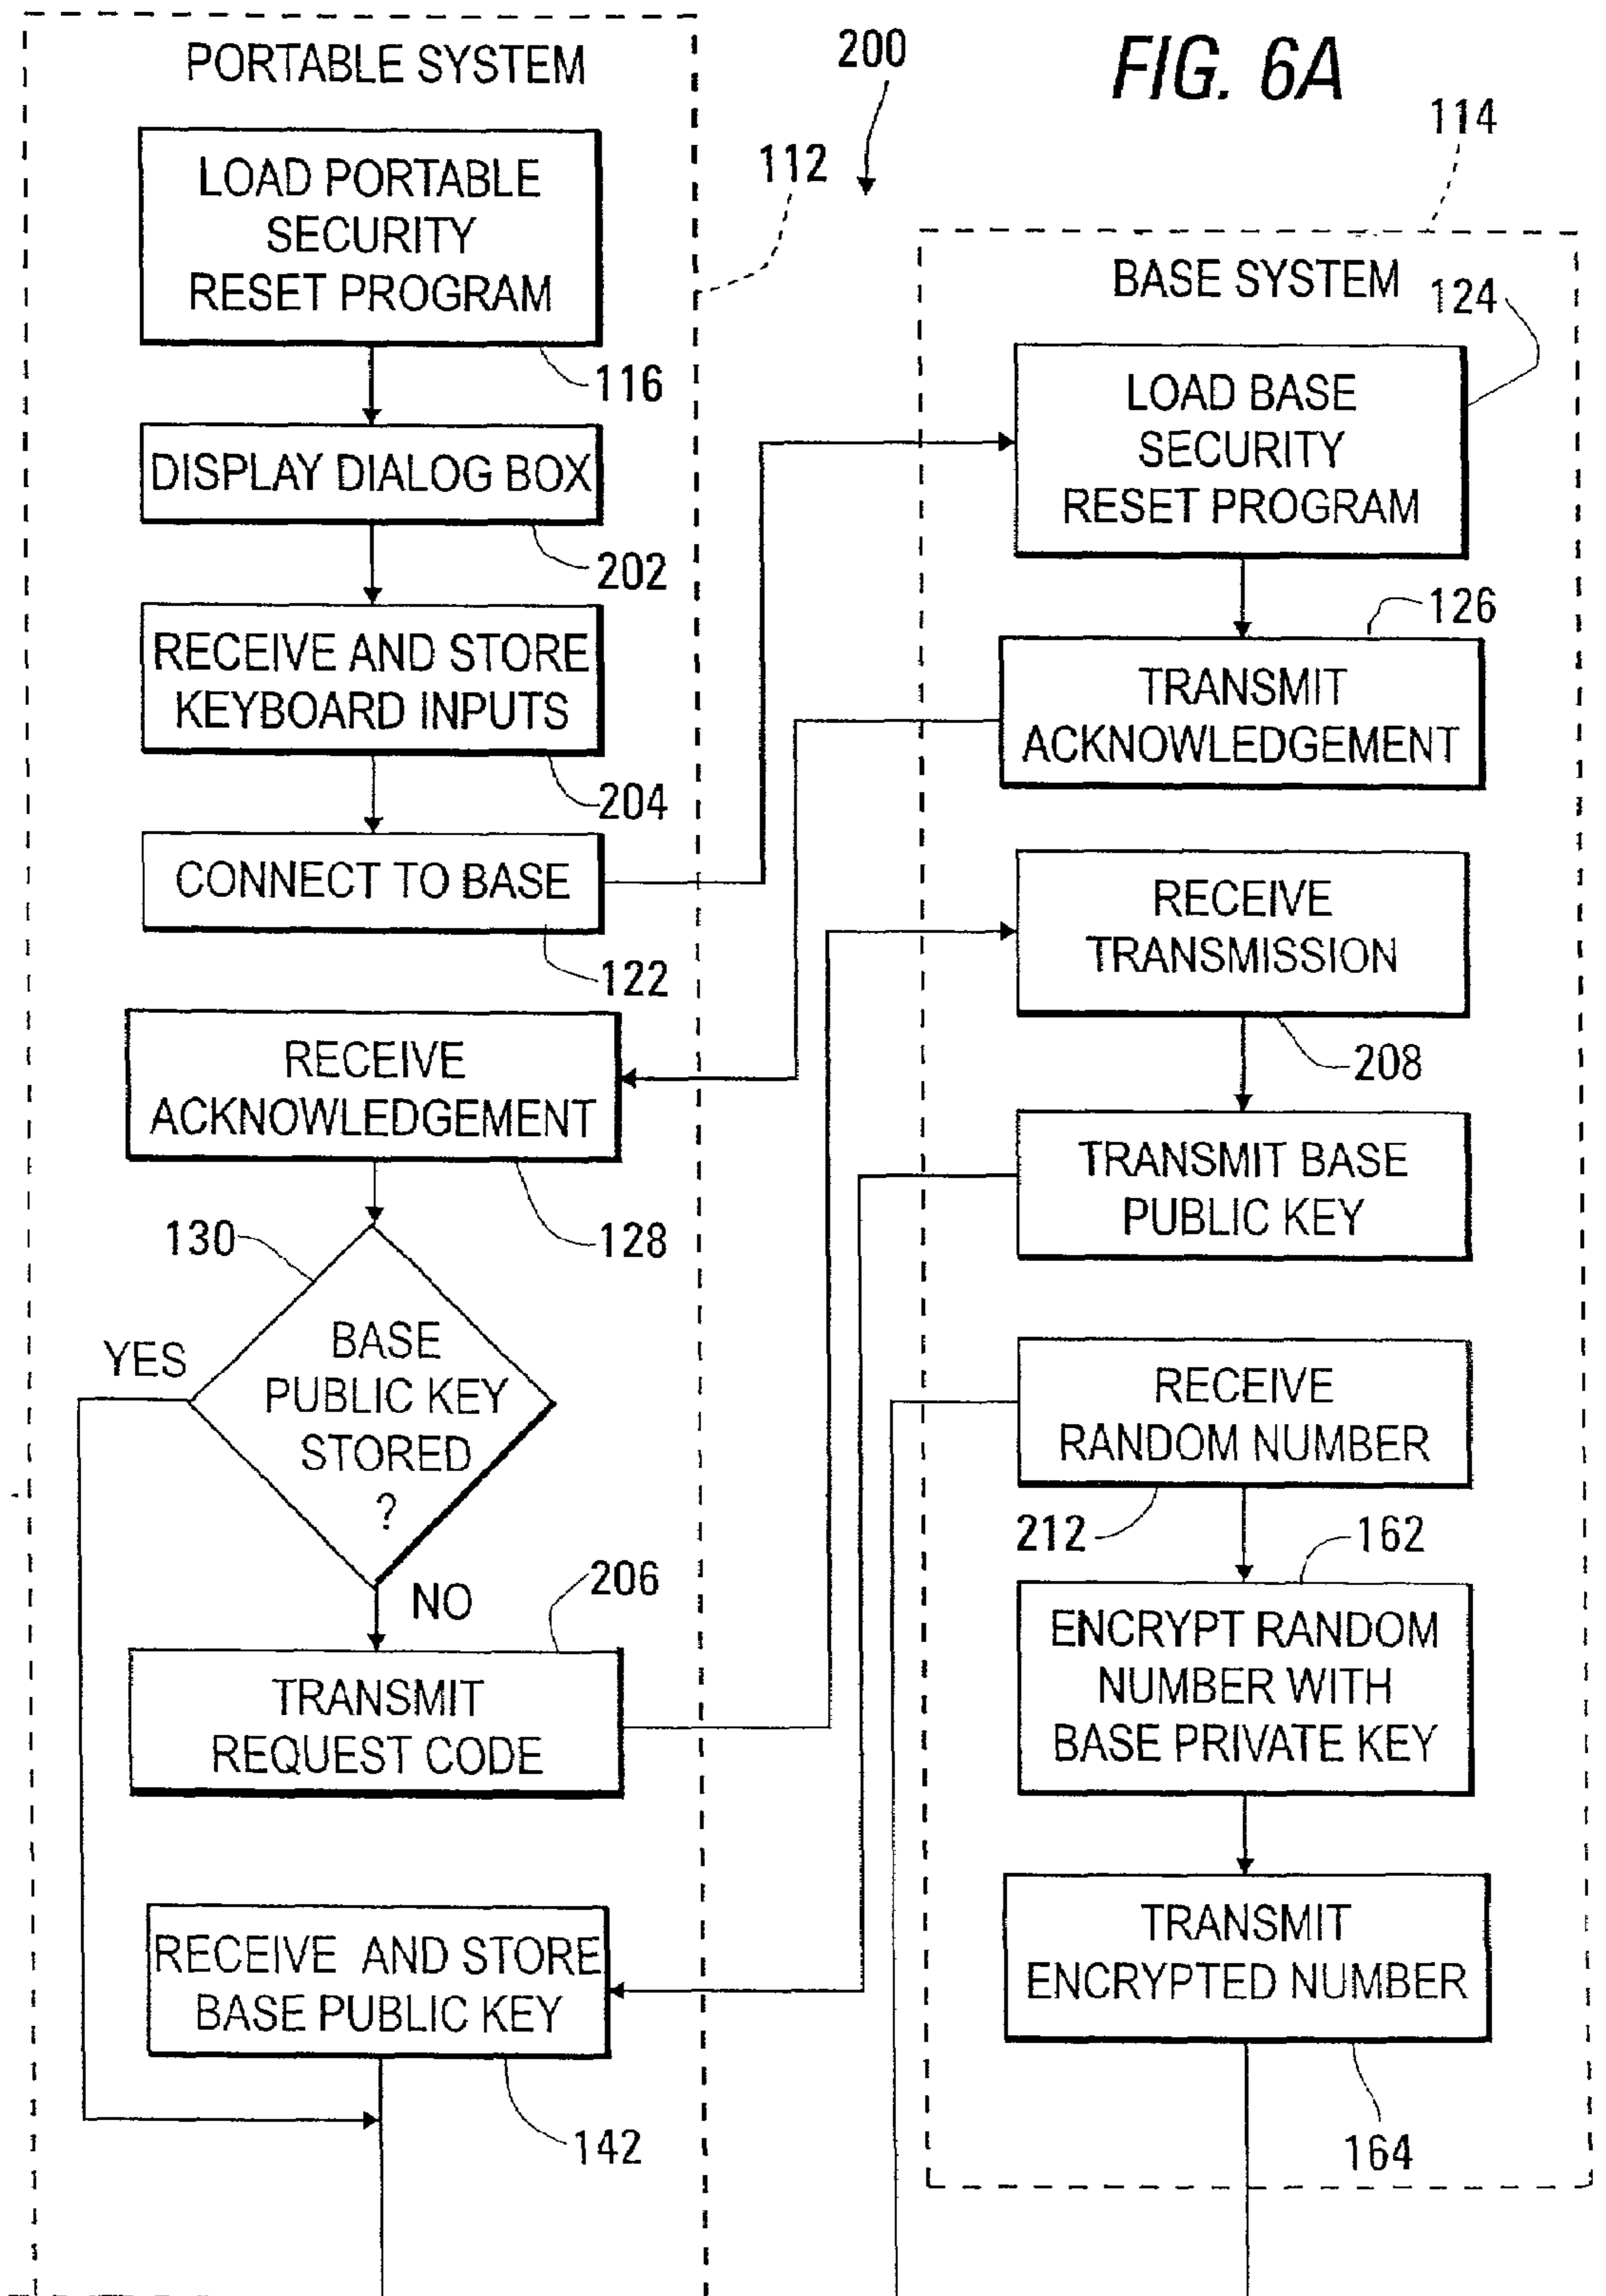 FIG. 6A
200
112
114
PORTABLE SYSTEM
LOAD PORTABLE
SECURITY
RESET PROGRAM
116
DISPLAY DIALOG BOX
202
RECEIVE AND STORE
KEYBOARD INPUTS
204
CONNECT TO BASE
122
RECEIVE
ACKNOWLEDGEMENT
128
130
BASE
PUBLIC KEY
STORED
?
YES
NO
206
TRANSMIT
REQUEST CODE
RECEIVE AND STORE
BASE PUBLIC KEY
142
BASE SYSTEM
124
LOAD BASE
SECURITY
RESET PROGRAM
126
TRANSMIT
ACKNOWLEDGEMENT
RECEIVE
TRANSMISSION
208
TRANSMIT BASE
PUBLIC KEY
RECEIVE
RANDOM NUMBER
212
162
ENCRYPT RANDOM
NUMBER WITH
BASE PRIVATE KEY
TRANSMIT
ENCRYPTED NUMBER
164